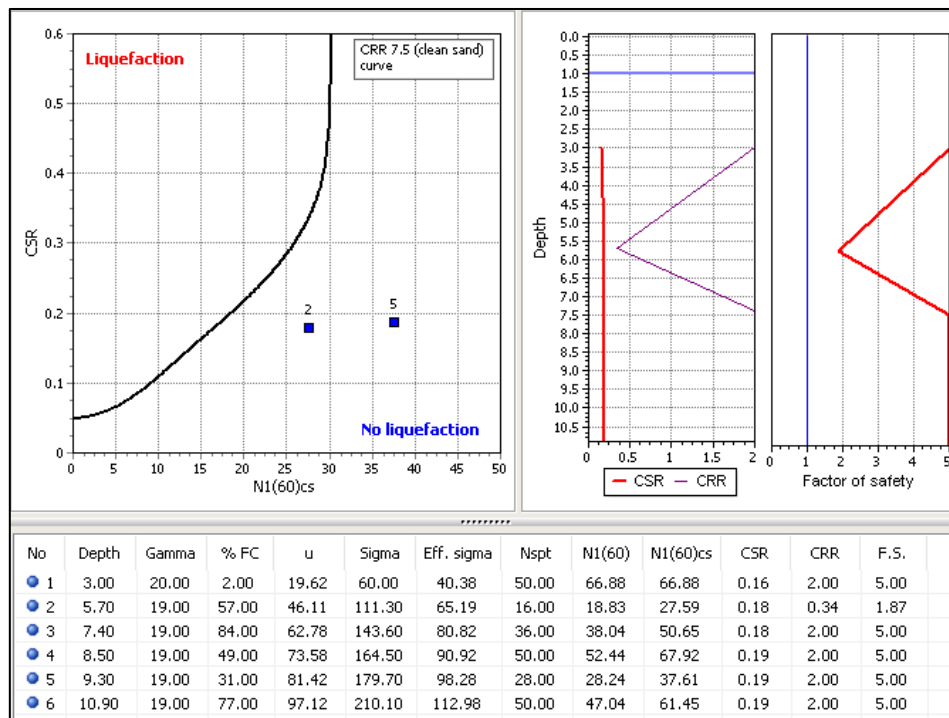 Liquefaction
CRR 7.5 (clean sand)
curve
0.6
0.5
0.4
0.3
0.2
0.1
0
CSR
2
5
No liquefaction
0 5 10 15 20 25 30 35 40 45 50
N1(60)cs
0.0
0.5
1.0
1.5
2.0
2.5
3.0
3.5
4.0
4.5
5.0
5.5
6.0
6.5
7.0
7.5
8.0
8.5
9.0
9.5
10.0
10.5
Depth
0.5 1 1.5 2
CSR CRR
0 1 2 3 4 5
Factor of safety
No Depth Gamma % FC u Sigma Eff. sigma Nspt N1(60) N1(60)cs CSR CRR F.S.
1 3.00 20.00 2.00 19.62 60.00 40.38 50.00 66.88 66.88 0.16 2.00 5.00
2 5.70 19.00 57.00 46.11 111.30 65.19 16.00 18.83 27.59 0.18 0.34 1.87
3 7.40 19.00 84.00 62.78 143.60 80.82 36.00 38.04 50.65 0.18 2.00 5.00
4 8.50 19.00 49.00 73.58 164.50 90.92 50.00 52.44 67.92 0.19 2.00 5.00
5 9.30 19.00 31.00 81.42 179.70 98.28 28.00 28.24 37.61 0.19 2.00 5.00
6 10.90 19.00 77.00 97.12 210.10 112.98 50.00 47.04 61.45 0.19 2.00 5.00